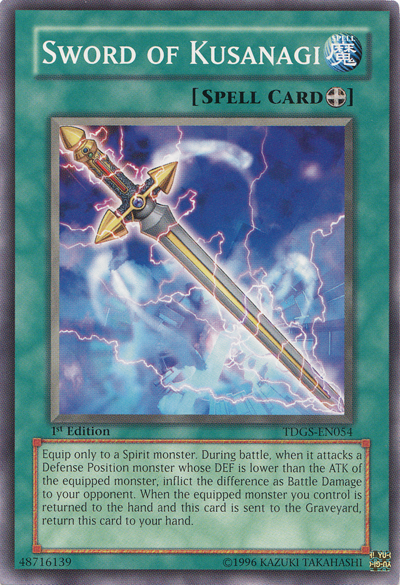 SWORD OF KUSANAGI
SPELL
魔
[SPELL CARD]
1st Edition
TDGS-EN054
Equip only to a Spirit monster. During battle, when it attacks a
Defense Position monster whose DEF is lower than the ATK of
the equipped monster, inflict the difference as Battle Damage
to your opponent. When the equipped monster you control is
returned to the hand and this card is sent to the Graveyard,
return this card to your hand.
48716139
©1996 KAZUKI TAKAHASHI